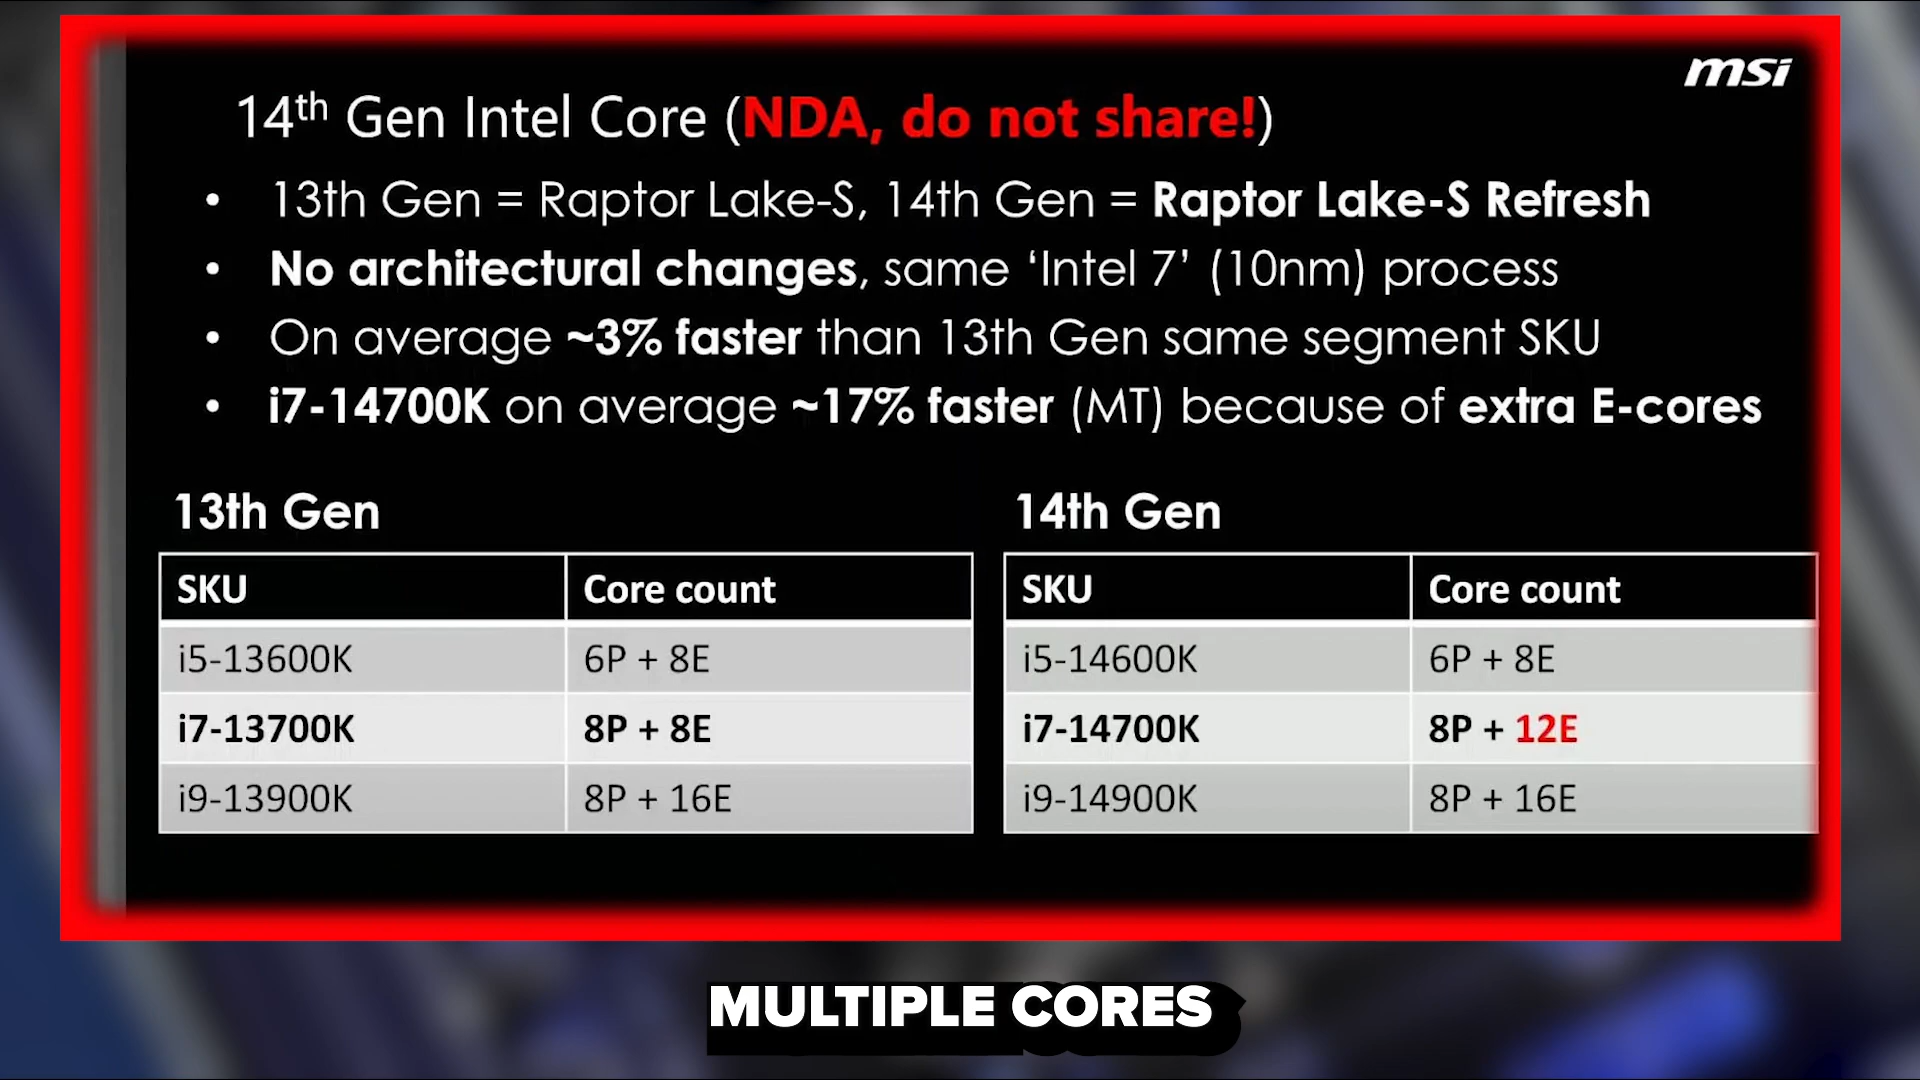 msi
14th Gen Intel Core (NDA, do not share!)
• 13th Gen = Raptor Lake-S, 14th Gen = Raptor Lake-S Refresh
• No architectural changes, same ‘Intel 7’ (10nm) process
• On average ~3% faster than 13th Gen same segment SKU
• i7-14700K on average ~17% faster (MT) because of extra E-cores
13th Gen
SKU Core count
i5-13600K 6P + 8E
i7-13700K 8P + 8E
i9-13900K 8P + 16E
14th Gen
SKU Core count
i5-14600K 6P + 8E
i7-14700K 8P + 12E
i9-14900K 8P + 16E
MULTIPLE CORES